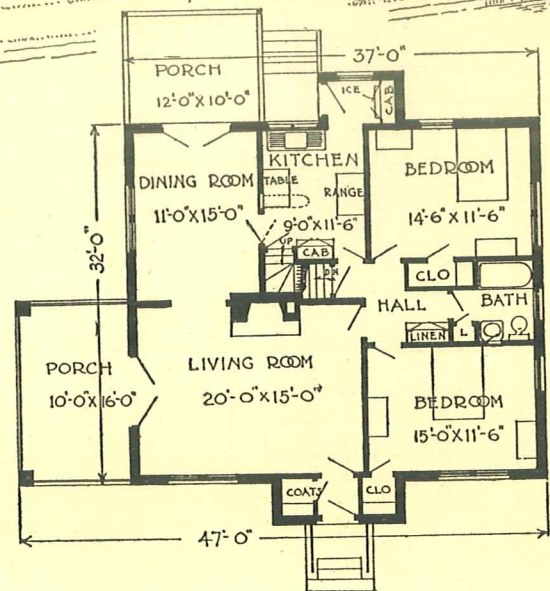 37'-0"
PORCH
12'-0"X10'-0"
ICE
CAB
KITCHEN
TABLE
RANGE
9'-0"X11'-6"
CAB
UP
DN
DINING ROOM
11'-0"X15'-0"
BEDROOM
14'-6" X 11'-6"
32'-0"
CLO
HALL
BATH
LINEN
L
PORCH
10'-0"X16'-0"
LIVING ROOM
20'-0"X15'-0"
BEDROOM
15'-0"X11'-6"
COATS
CLO
47'-0"